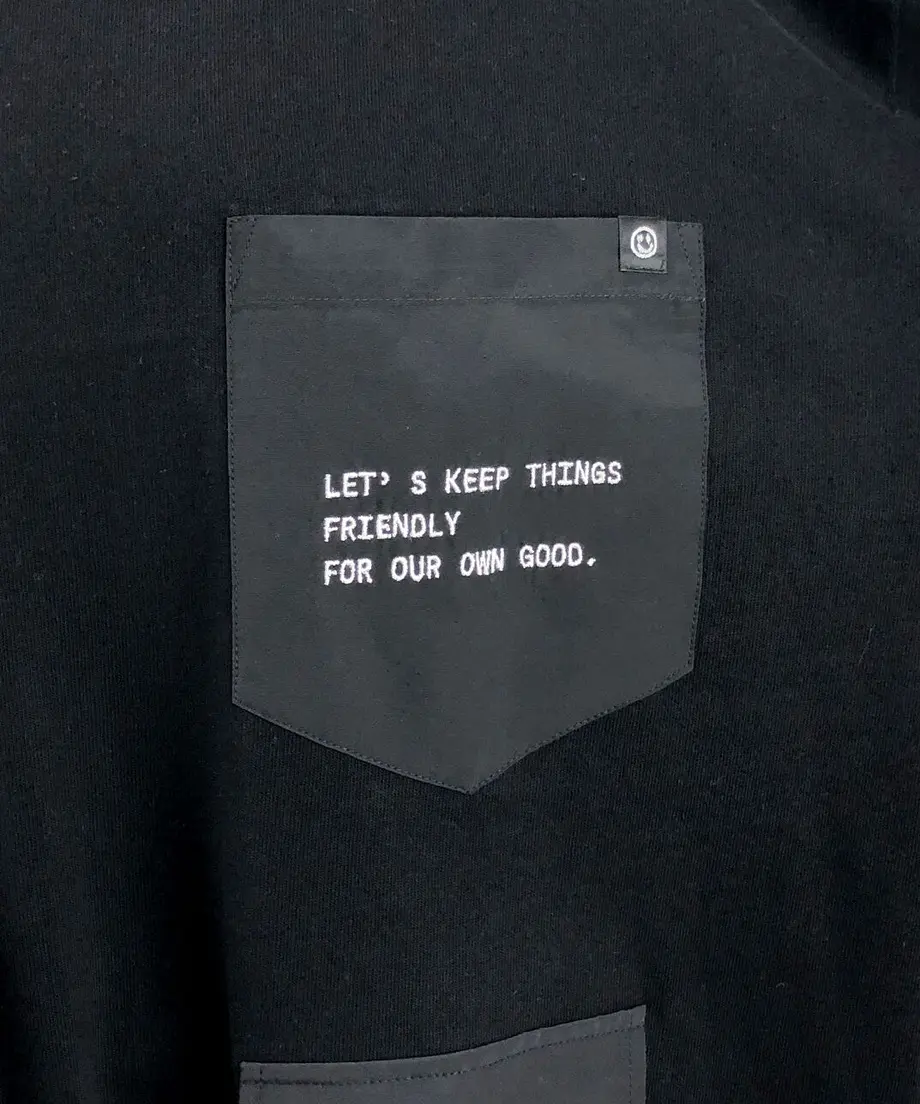 LET' S KEEP THINGS
FRIENDLY
FOR OUR OWN GOOD.